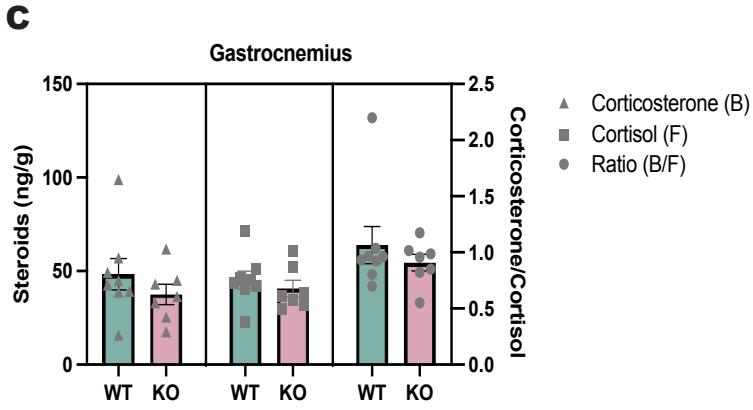 C
Gastrocnemius
Steroids (ng/g)
150
100
50
0
2.5
2.0
1.5
1.0
0.5
0.0
Corticosterone/Cortisol
WT KO WT KO WT KO
Corticosterone (B)
Cortisol (F)
Ratio (B/F)